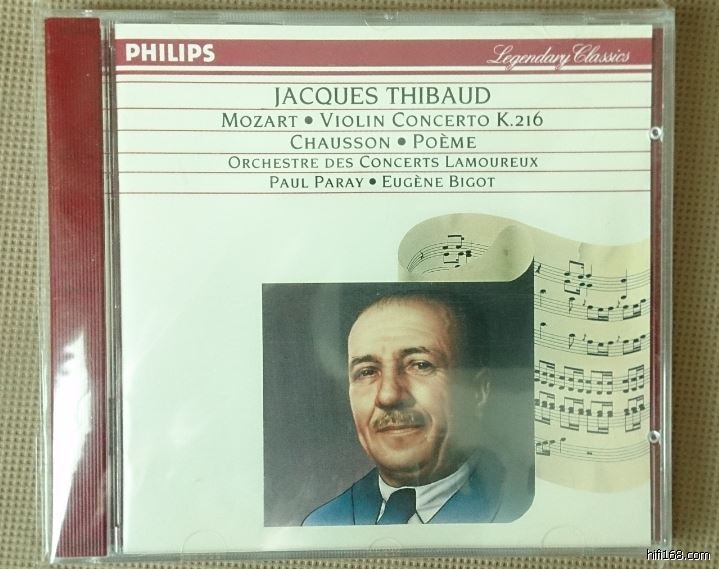 PHILIPS
Legendary Classics
JACQUES THIBAUD
MOZART • VIOLIN CONCERTO K.216
CHAUSSON • POÈME
ORCHESTRE DES CONCERTS LAMOUREUX
PAUL PARAY • EUGÈNE BIGOT
hifi168.com